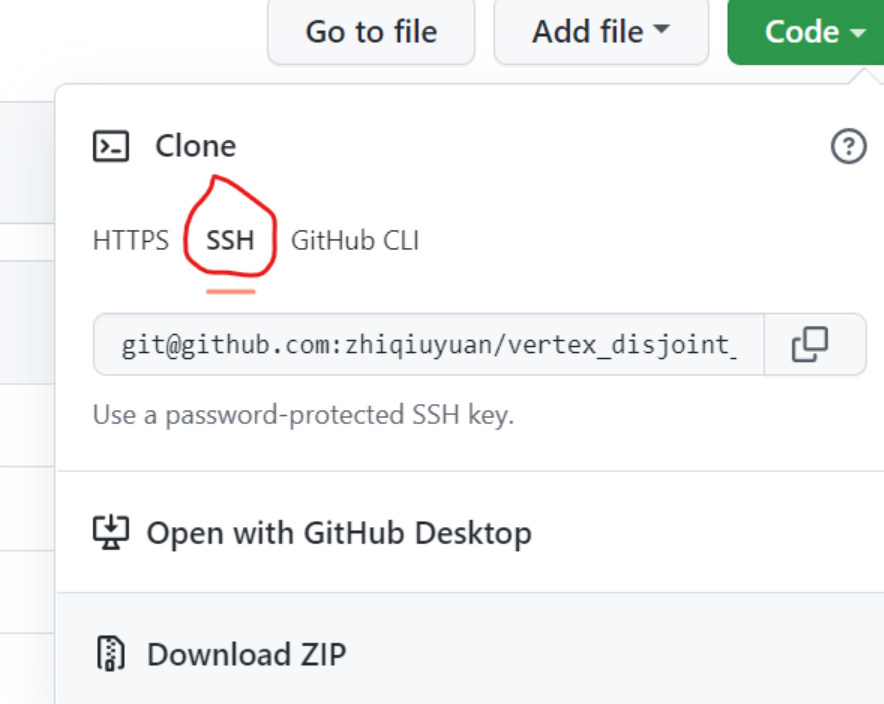 Go to file Add file Code
Clone
HTTPS SSH GitHub CLI
git@github.com:zhiqiuyuan/vertex_disjoint_
Use a password-protected SSH key.
Open with GitHub Desktop
Download ZIP